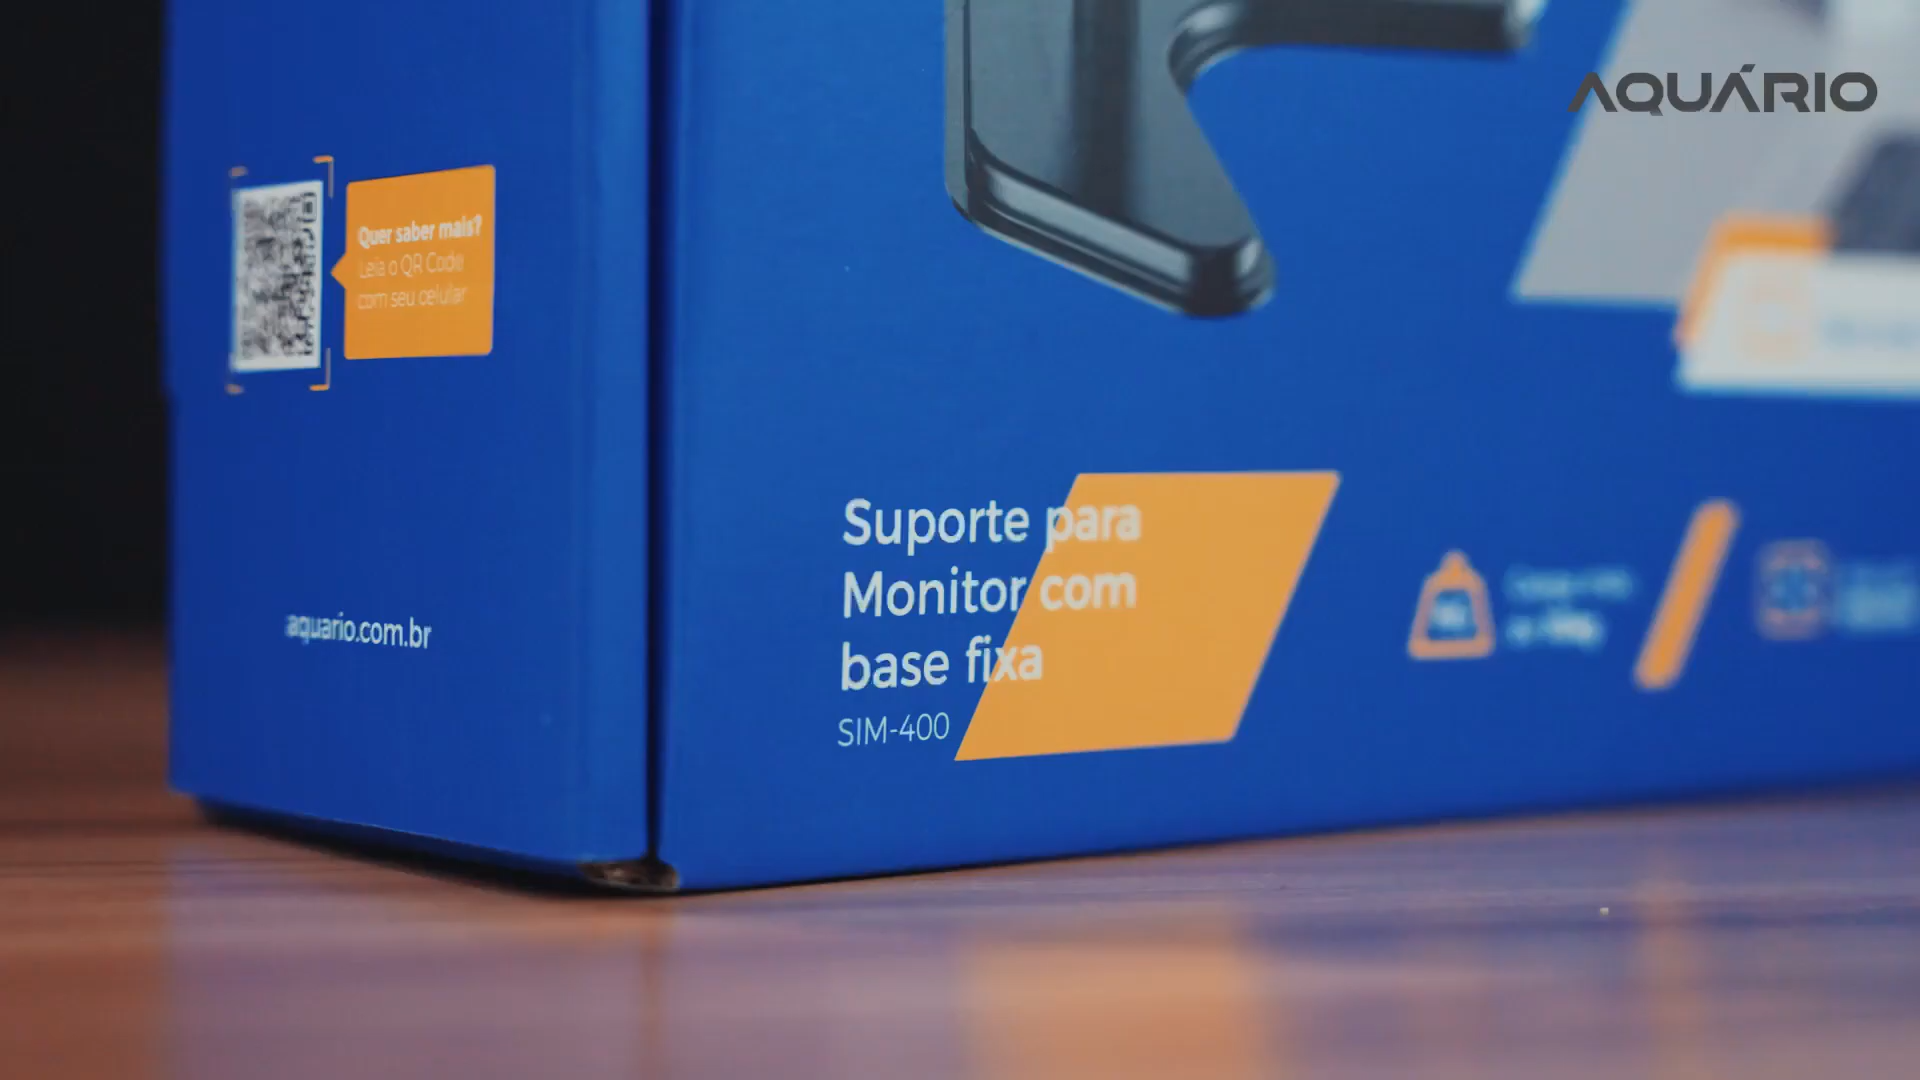 AQUÁRIO
Quer saber mais?
Leia o QR Code
com seu celular
aquario.com.br
Suporte para
Monitor com
base fixa
SIM-400